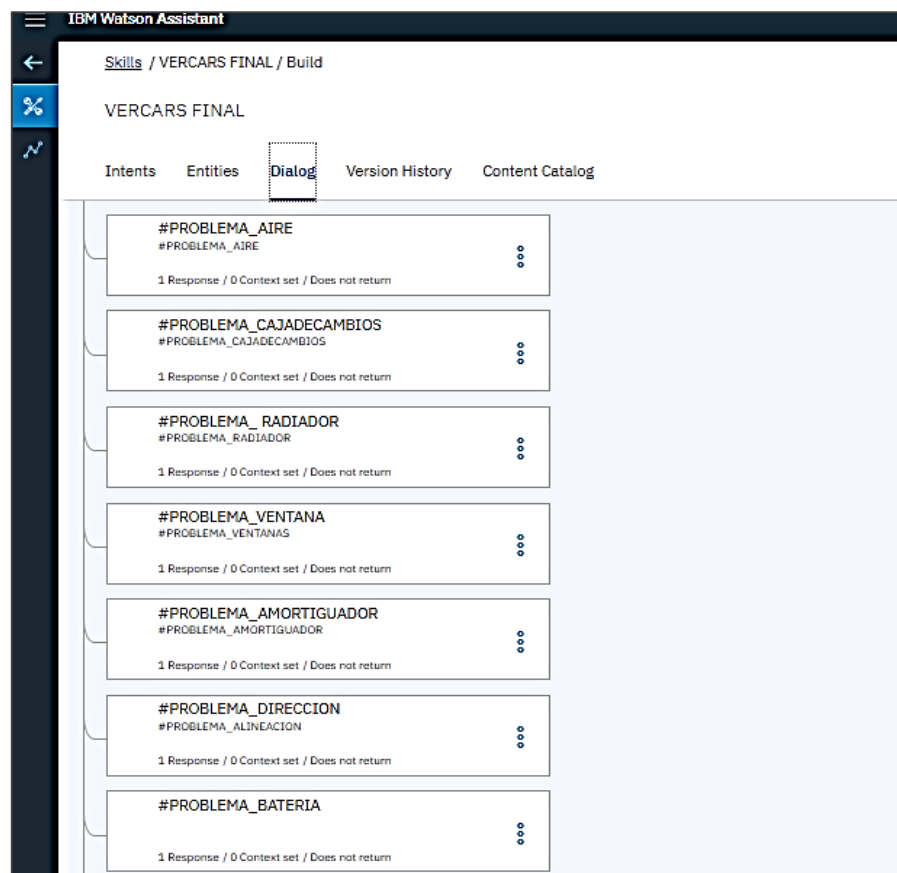 IBM Watson Assistant
Skills / VERCARS FINAL / Build
VERCARS FINAL
Intents Entities Dialog Version History Content Catalog
#PROBLEMA_AIRE
#PROBLEMA_AIRE
1 Response / 0 Context set / Does not return
#PROBLEMA_CAJADECAMBIOS
#PROBLEMA_CAJADECAMBIOS
1 Response / 0 Context set / Does not return
#PROBLEMA_ RADIADOR
#PROBLEMA_RADIADOR
1 Response / 0 Context set / Does not return
#PROBLEMA_VENTANA
#PROBLEMA_VENTANAS
1 Response / 0 Context set / Does not return
#PROBLEMA_AMORTIGUADOR
#PROBLEMA_AMORTIGUADOR
1 Response / 0 Context set / Does not return
#PROBLEMA_DIRECCION
#PROBLEMA_ALINEACION
1 Response / 0 Context set / Does not return
#PROBLEMA_BATERIA
1 Response / 0 Context set / Does not return